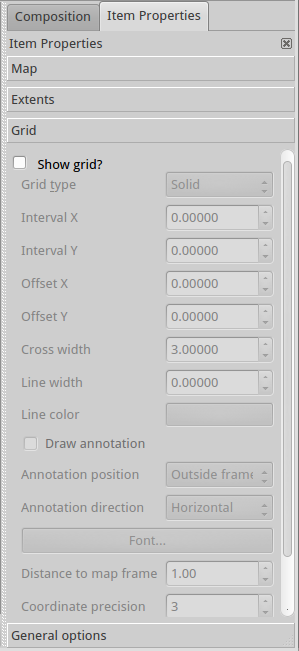 Composition Item Properties
Item Properties
Map
Extents
Grid
Show grid?
Grid type Solid
Interval X 0.00000
Interval Y 0.00000
Offset X 0.00000
Offset Y 0.00000
Cross width 3.00000
Line width 0.00000
Line color
Draw annotation
Annotation position Outside frame
Annotation direction Horizontal
Font...
Distance to map frame 1.00
Coordinate precision 3
General options